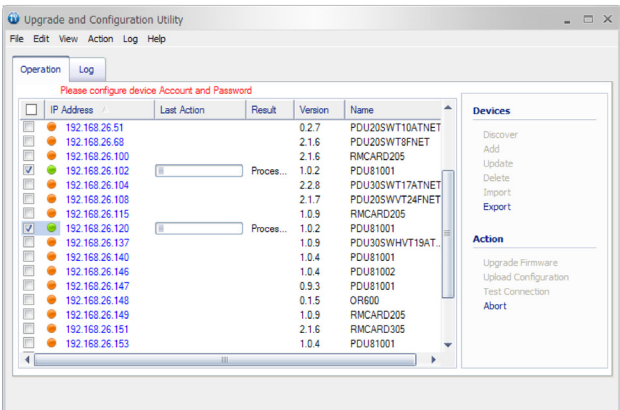 Upgrade and Configuration Utility
File Edit View Action Log Help
Operation Log
Please configure device Account and Password
IP Address Last Action Result Version Name
192.168.26.51 0.2.7 PDU20SWT10ATNET
192.168.26.68 2.1.6 PDU20SWT8FNET
192.168.26.100 2.1.6 RMCARD205
192.168.26.102 Proces... 1.0.2 PDU81001
192.168.26.104 2.2.8 PDU30SWT17ATNET
192.168.26.108 2.1.7 PDU20SWVT24FNET
192.168.26.115 1.0.9 RMCARD205
192.168.26.120 Proces... 1.0.2 PDU81001
192.168.26.137 1.0.9 PDU30SWHVT19AT...
192.168.26.140 1.0.4 PDU81001
192.168.26.146 1.0.4 PDU81002
192.168.26.147 0.9.3 PDU81001
192.168.26.148 0.1.5 OR600
192.168.26.149 1.0.9 RMCARD205
192.168.26.151 2.1.6 RMCARD305
192.168.26.153 1.0.4 PDU81001
Devices
Discover
Add
Update
Delete
Import
Export
Action
Upgrade Firmware
Upload Configuration
Test Connection
Abort